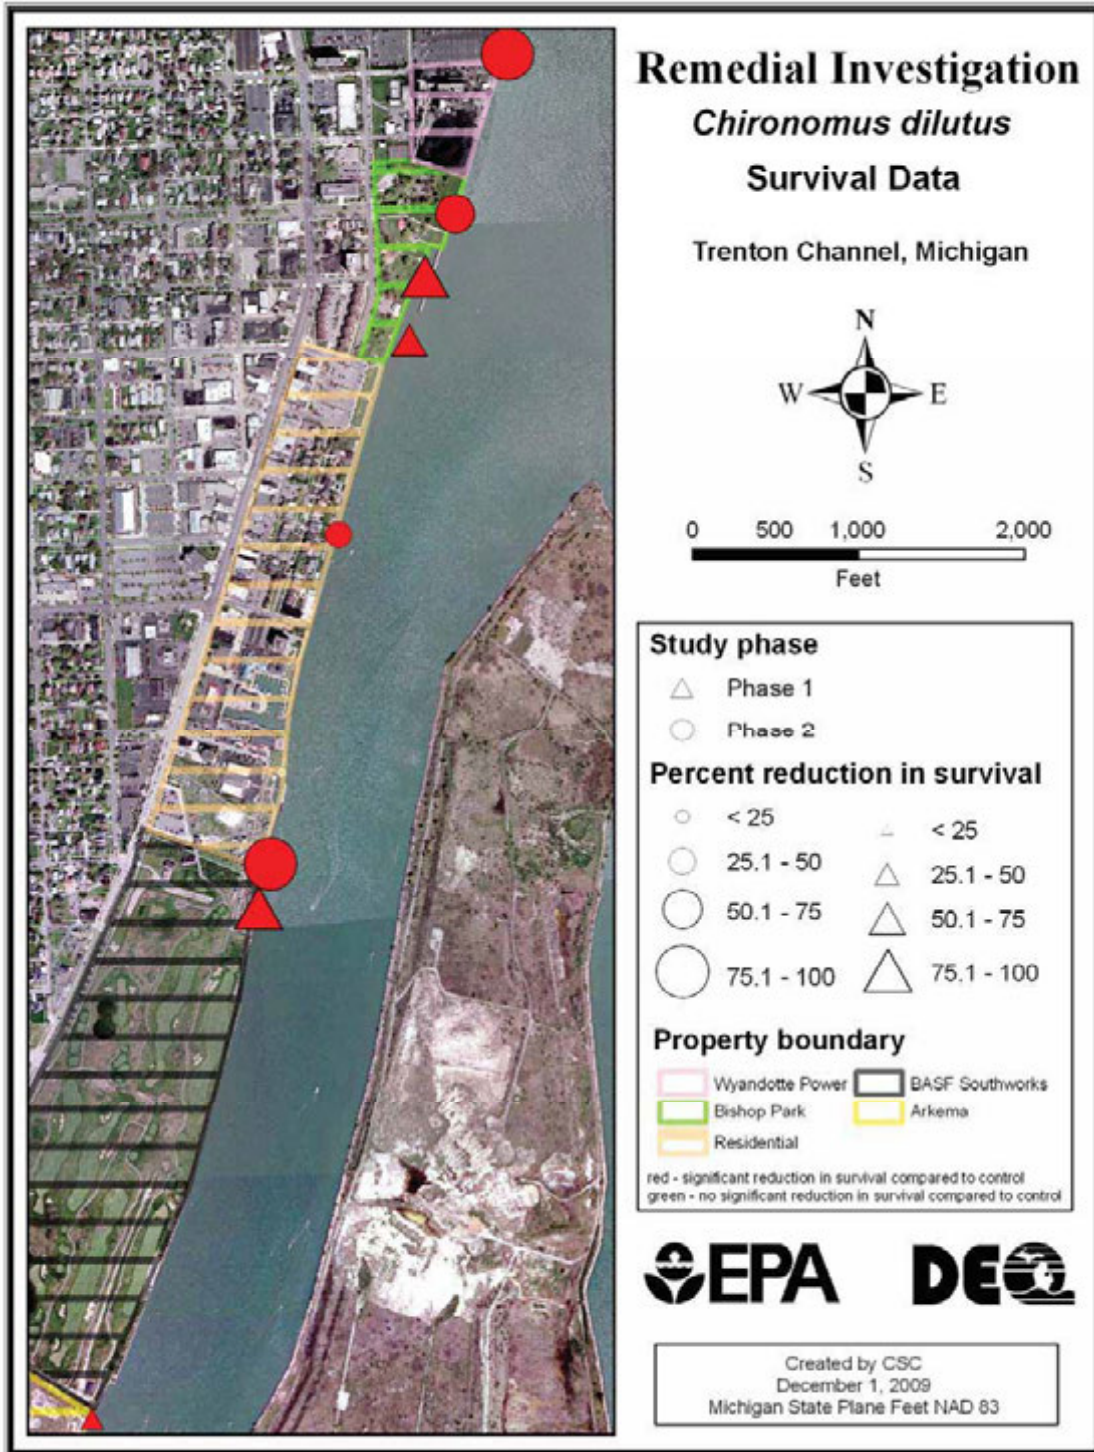 Remedial Investigation
Chironomus dilutus
Survival Data
Trenton Channel, Michigan
N
W E
S
0 500 1,000 2,000
Feet
Study phase
Phase 1
Phase 2
Percent reduction in survival
< 25 < 25
25.1 - 50 25.1 - 50
50.1 - 75 50.1 - 75
75.1 - 100 75.1 - 100
Property boundary
Wyandotte Power BASF Southworks
Bishop Park Arkema
Residential
red - significant reduction in survival compared to control
green - no significant reduction in survival compared to control
EPA DEQ
Created by CSC
December 1, 2009
Michigan State Plane Feet NAD 83